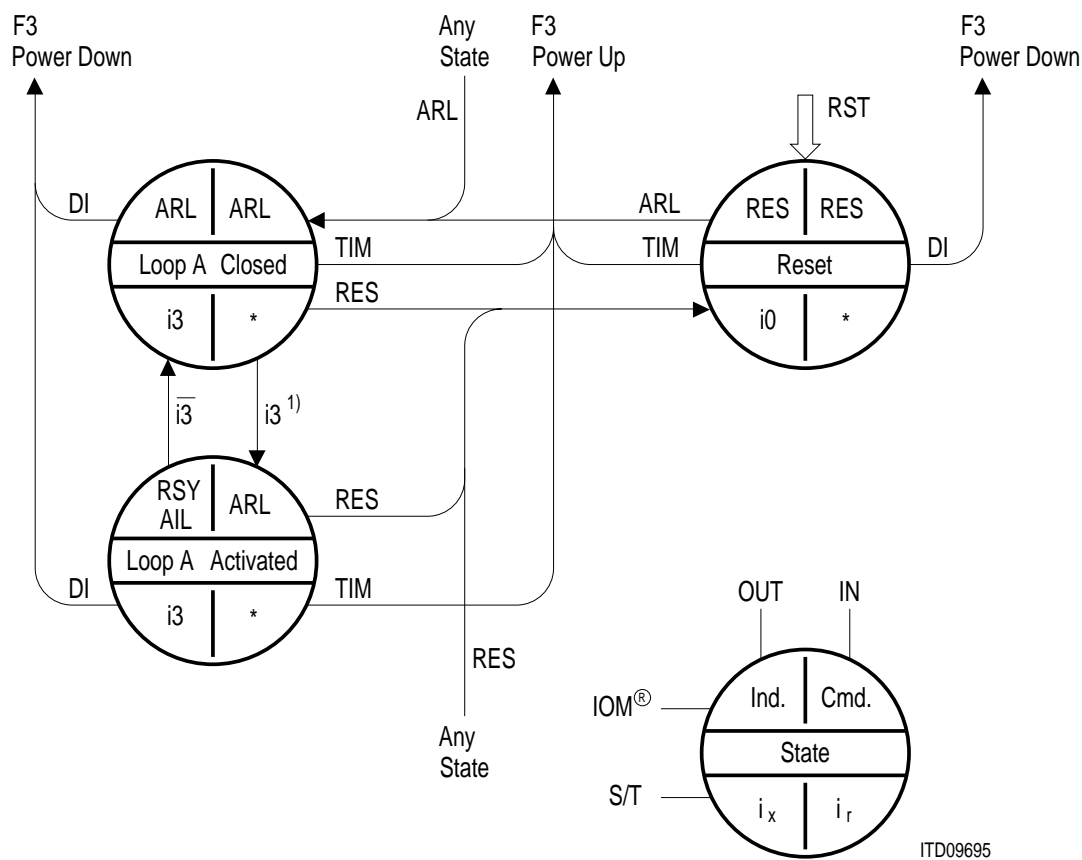 F3
Power Down
Any
State
F3
Power Up
F3
Power Down
ARL
RST
DI
ARL
ARL
ARL
RES
RES
TIM
TIM
DI
Loop A Closed
Reset
RES
i3
*
i0
*
i3̅
i3 1)
RSY
AIL
ARL
RES
Loop A Activated
DI
TIM
i3
*
RES
OUT
IN
IOM®
Ind.
Cmd.
Any
State
State
S/T
i x
i r
ITD09695